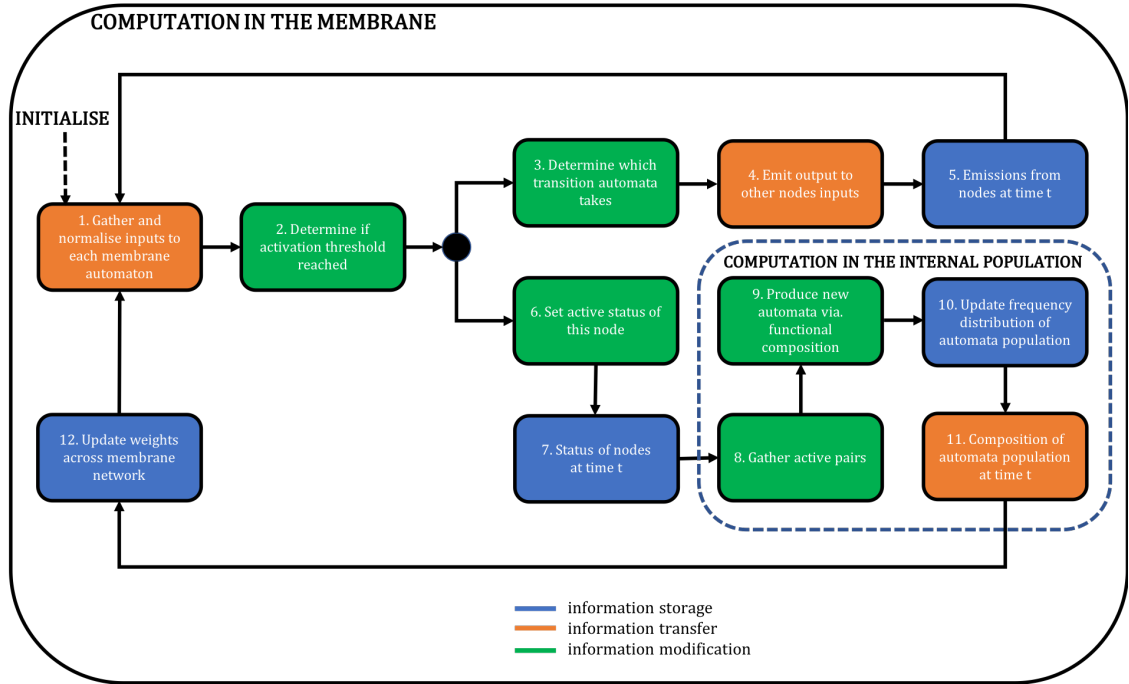 COMPUTATION IN THE MEMBRANE
INITIALISE
1. Gather and
normalise inputs to
each membrane
automaton
2. Determine if
activation threshold
reached
3. Determine which
transition automata
takes
4. Emit output to
other nodes inputs
5. Emissions from
nodes at time t
COMPUTATION IN THE INTERNAL POPULATION
6. Set active status of
this node
9. Produce new
automata via.
functional
composition
10. Update frequency
distribution of
automata population
12. Update weights
across membrane
network
7. Status of nodes
at time t
8. Gather active pairs
11. Composition of
automata population
at time t
information storage
information transfer
information modification